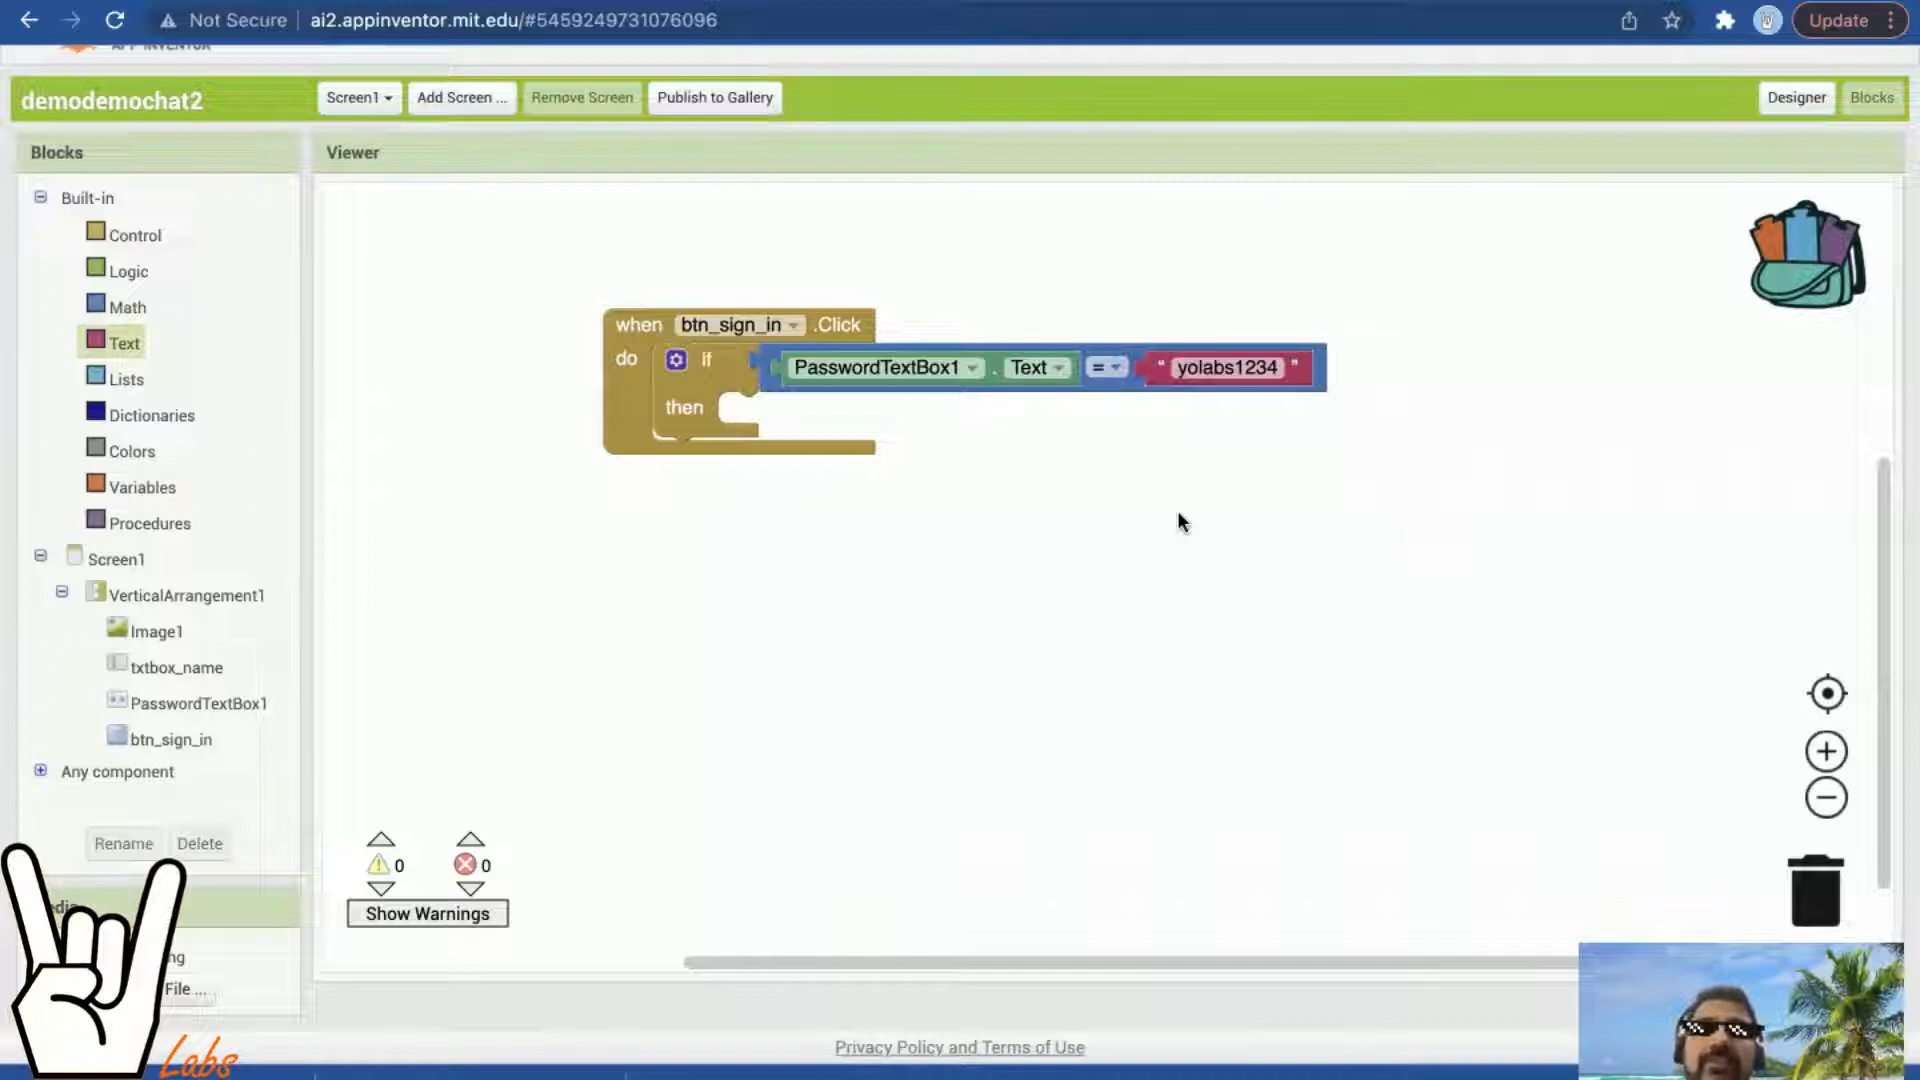 Not Secure ai2.appinventor.mit.edu/#5459249731076096 Update
APP INVENTOR
demodemochat2 Screen1 Add Screen ... Remove Screen Publish to Gallery Designer Blocks
Blocks Viewer
Built-in
Control
Logic
Math
Text
Lists
Dictionaries
Colors
Variables
Procedures
Screen1
VerticalArrangement1
Image1
txtbox_name
PasswordTextBox1
btn_sign_in
Any component
Rename Delete
when btn_sign_in .Click
do if PasswordTextBox1 . Text = “ yolabs1234 ”
then
0 0
Show Warnings
File ...
Labs
Privacy Policy and Terms of Use